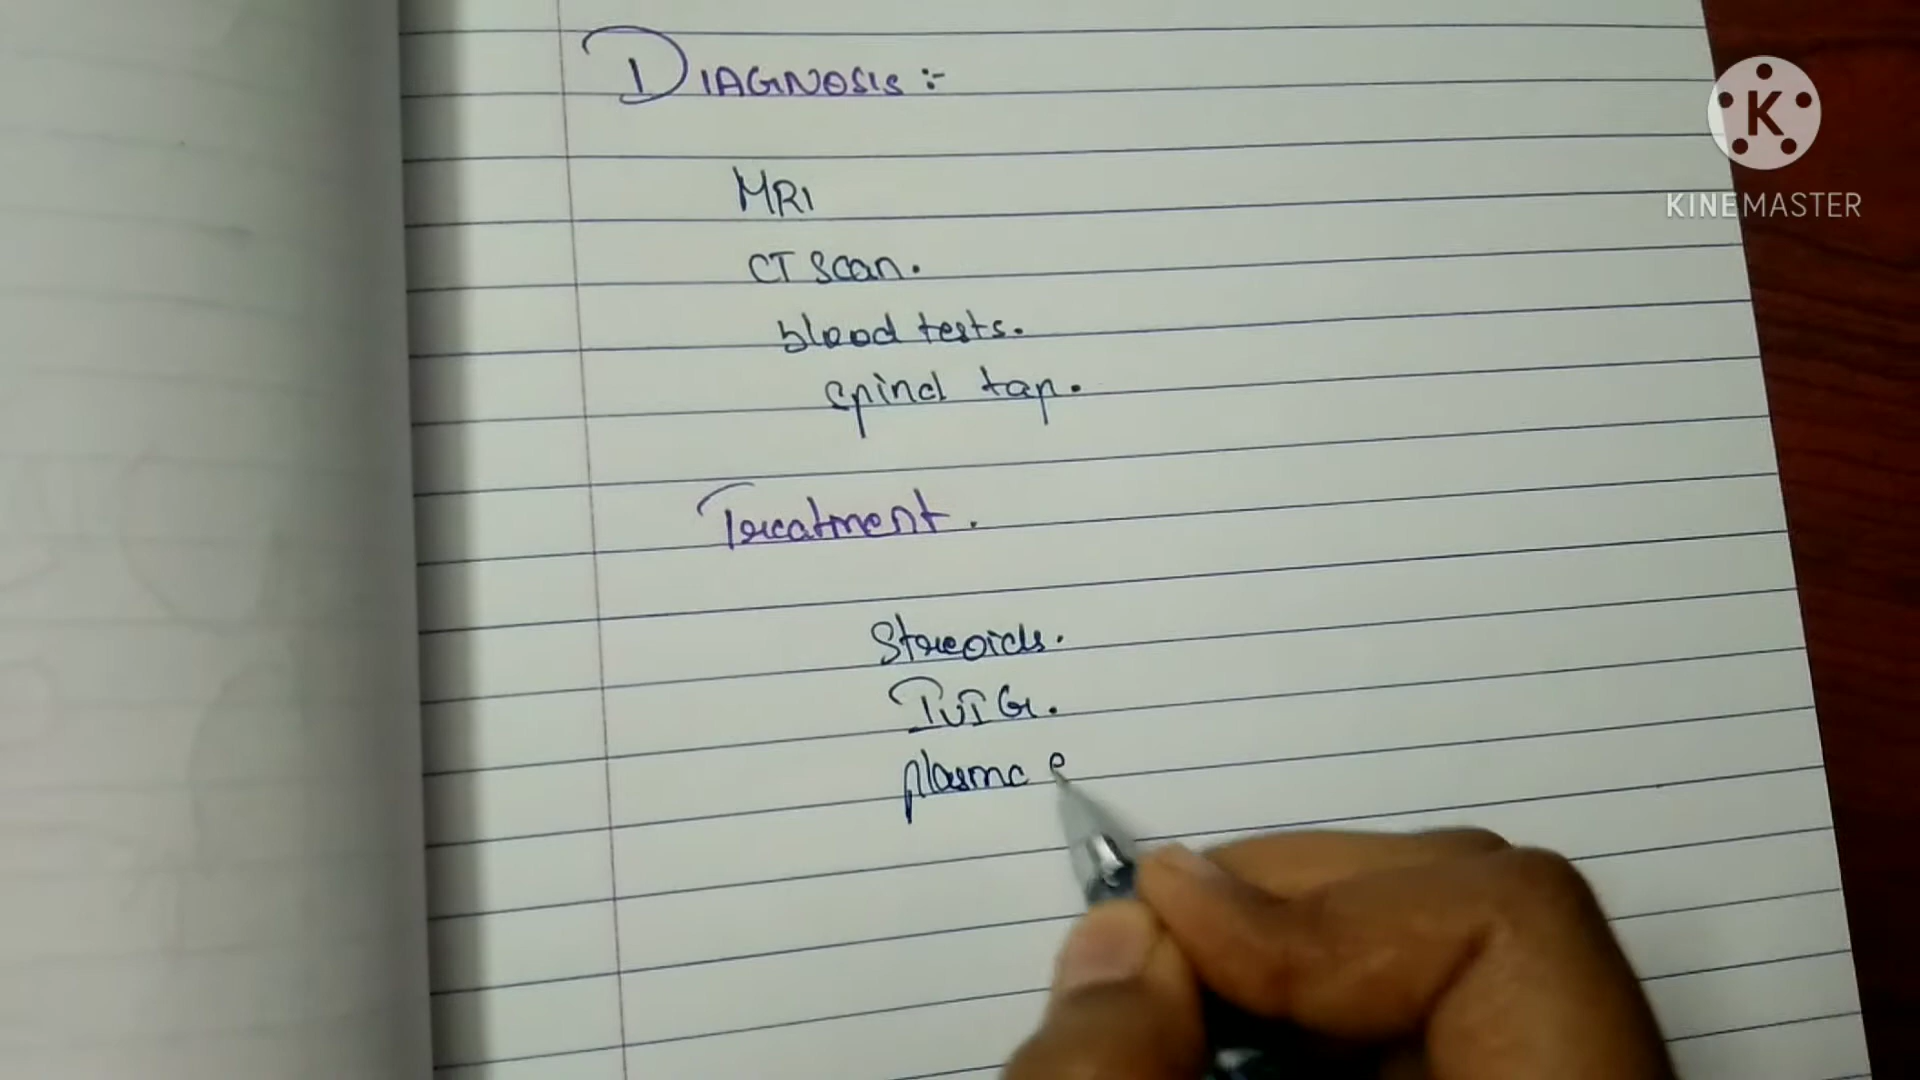 DIAGNOSIS :-
MRI
CT Scan.
blood tests.
spinal tap.
Treatment.
Steroids.
IVIG.
plasma e
K
KINEMASTER